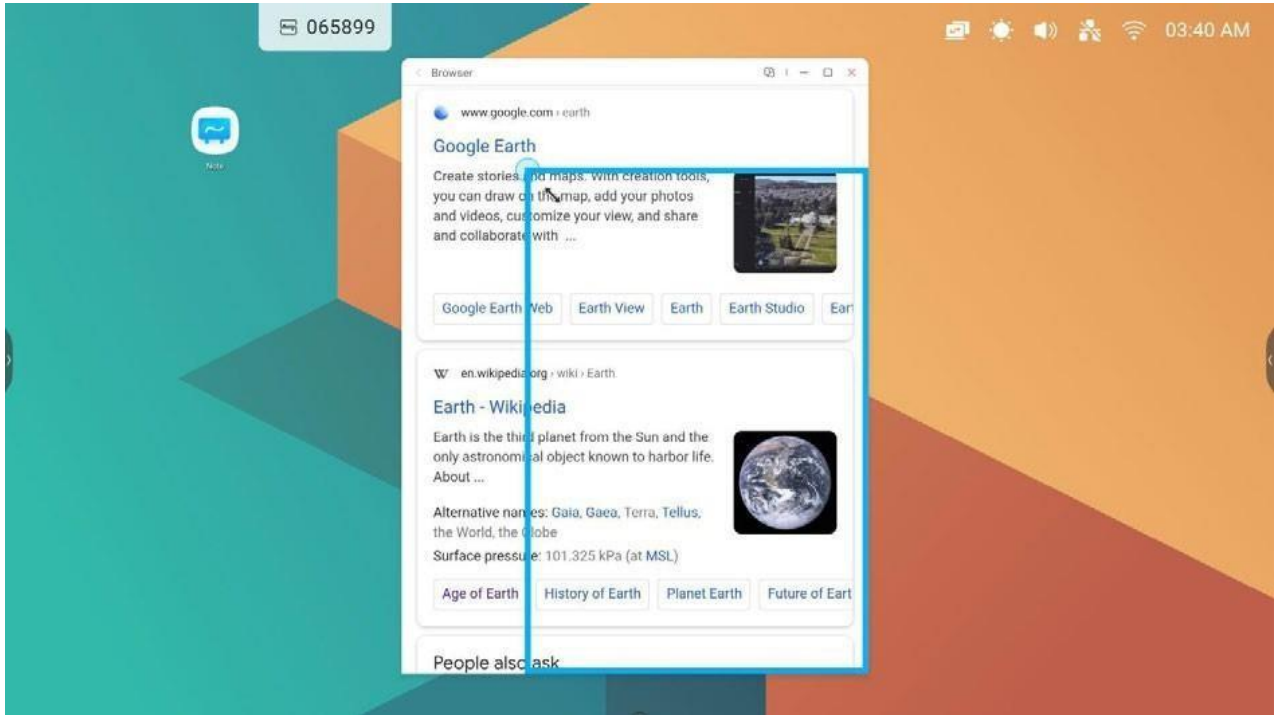 065899
03:40 AM
Browser
Note
www.google.com › earth
Google Earth
Create stories and maps. With creation tools,
you can draw on the map, add your photos
and videos, customize your view, and share
and collaborate with ...
Google Earth Web
Earth View
Earth
Earth Studio
Ear
en.wikipedia.org › wiki › Earth
Earth - Wikipedia
Earth is the third planet from the Sun and the
only astronomical object known to harbor life.
About ...
Alternative names: Gaia, Gaea, Terra, Tellus,
the World, the Globe
Surface pressure: 101.325 kPa (at MSL)
Age of Earth
History of Earth
Planet Earth
Future of Eart
People also ask